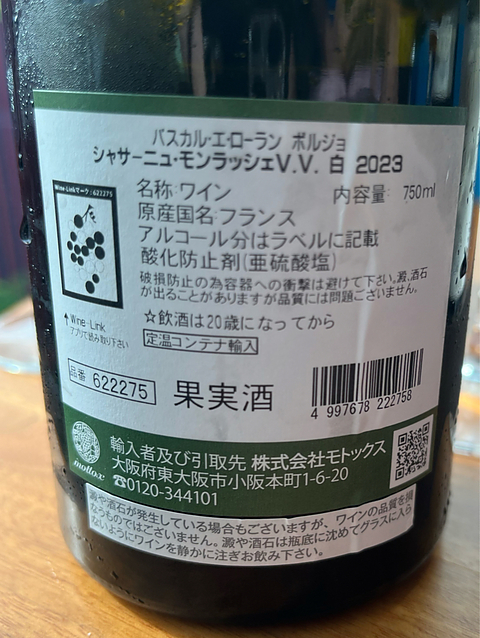 パスカル・エ・ローラン ボルジョ
シャサーニュ・モンラッシェV.V. 白 2023
Wine-Linkマーク/622275
名称:ワイン 内容量: 750ml
原産国名:フランス
アルコール分はラベルに記載
酸化防止剤(亜硫酸塩)
破損防止の為容器への衝撃は避けて下さい。澱、酒石
が出ることがありますが品質には問題ございません。
↑Wine-Link
アプリで読み取り下さい
☆飲酒は20歳になってから
定温コンテナ輸入
品番 622275
果実酒
4 997678 222758
mottox
輸入者及び引取先 株式会社モトックス
大阪府東大阪市小阪本町1-6-20
☎0120-344101
澱や酒石が発生している場合もございますが、ワインの品質を損
なうものではございません。澱や酒石は瓶底に沈めてグラスに入ら
ないようにワインを静かに注ぎお飲み下さい。